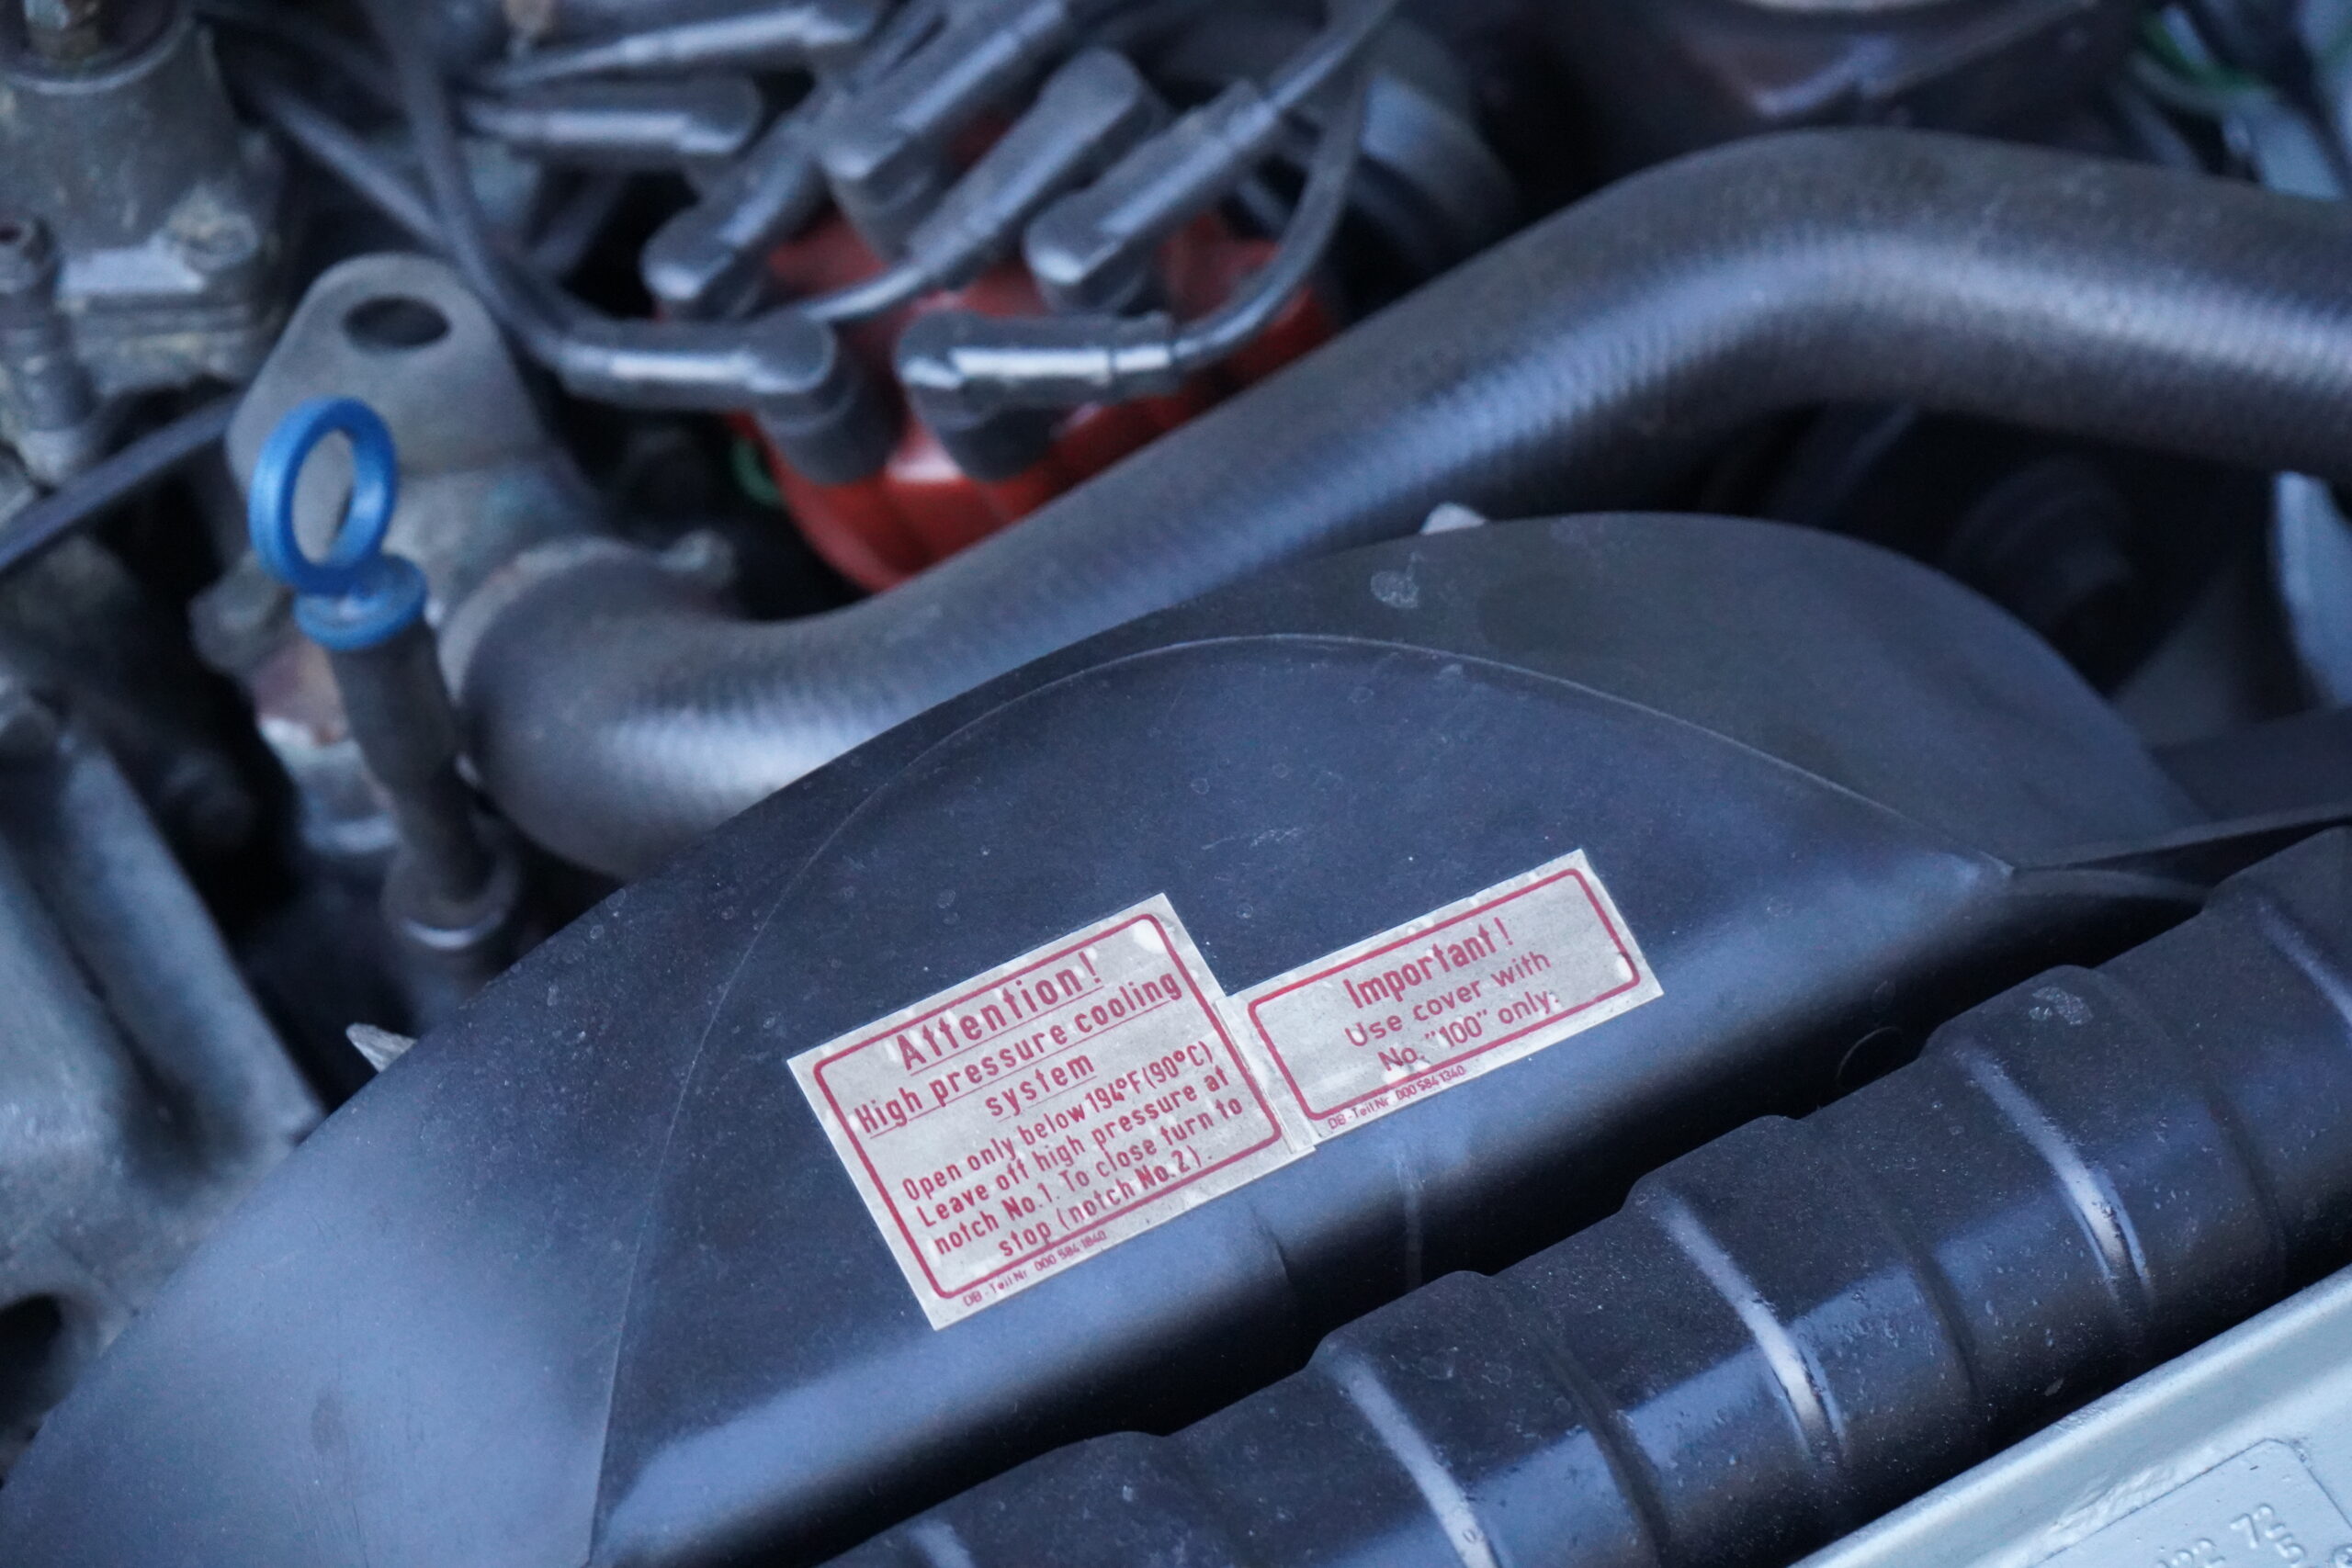 Attention!
High pressure cooling
system
Open only below 194°F (90°C)
Leave off high pressure at
notch No. 1. To close turn to
stop (notch No. 2).
DB-Teil Nr. 000 584 1840
Important!
Use cover with
No. "100" only.
DB-Teil Nr. 000 584 1340
72